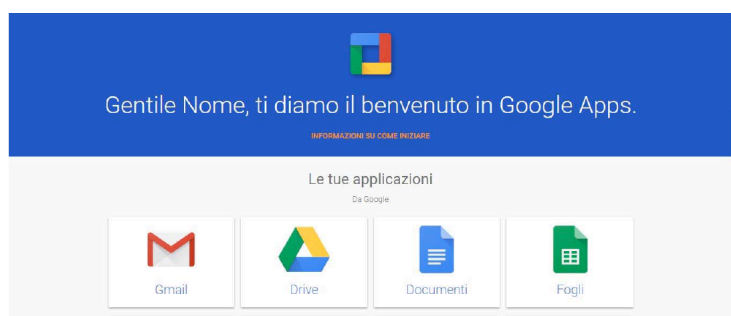 Gentile Nome, ti diamo il benvenuto in Google Apps.
INFORMAZIONI SU COME INIZIARE
Le tue applicazioni
Da Google
Gmail Drive Documenti Fogli